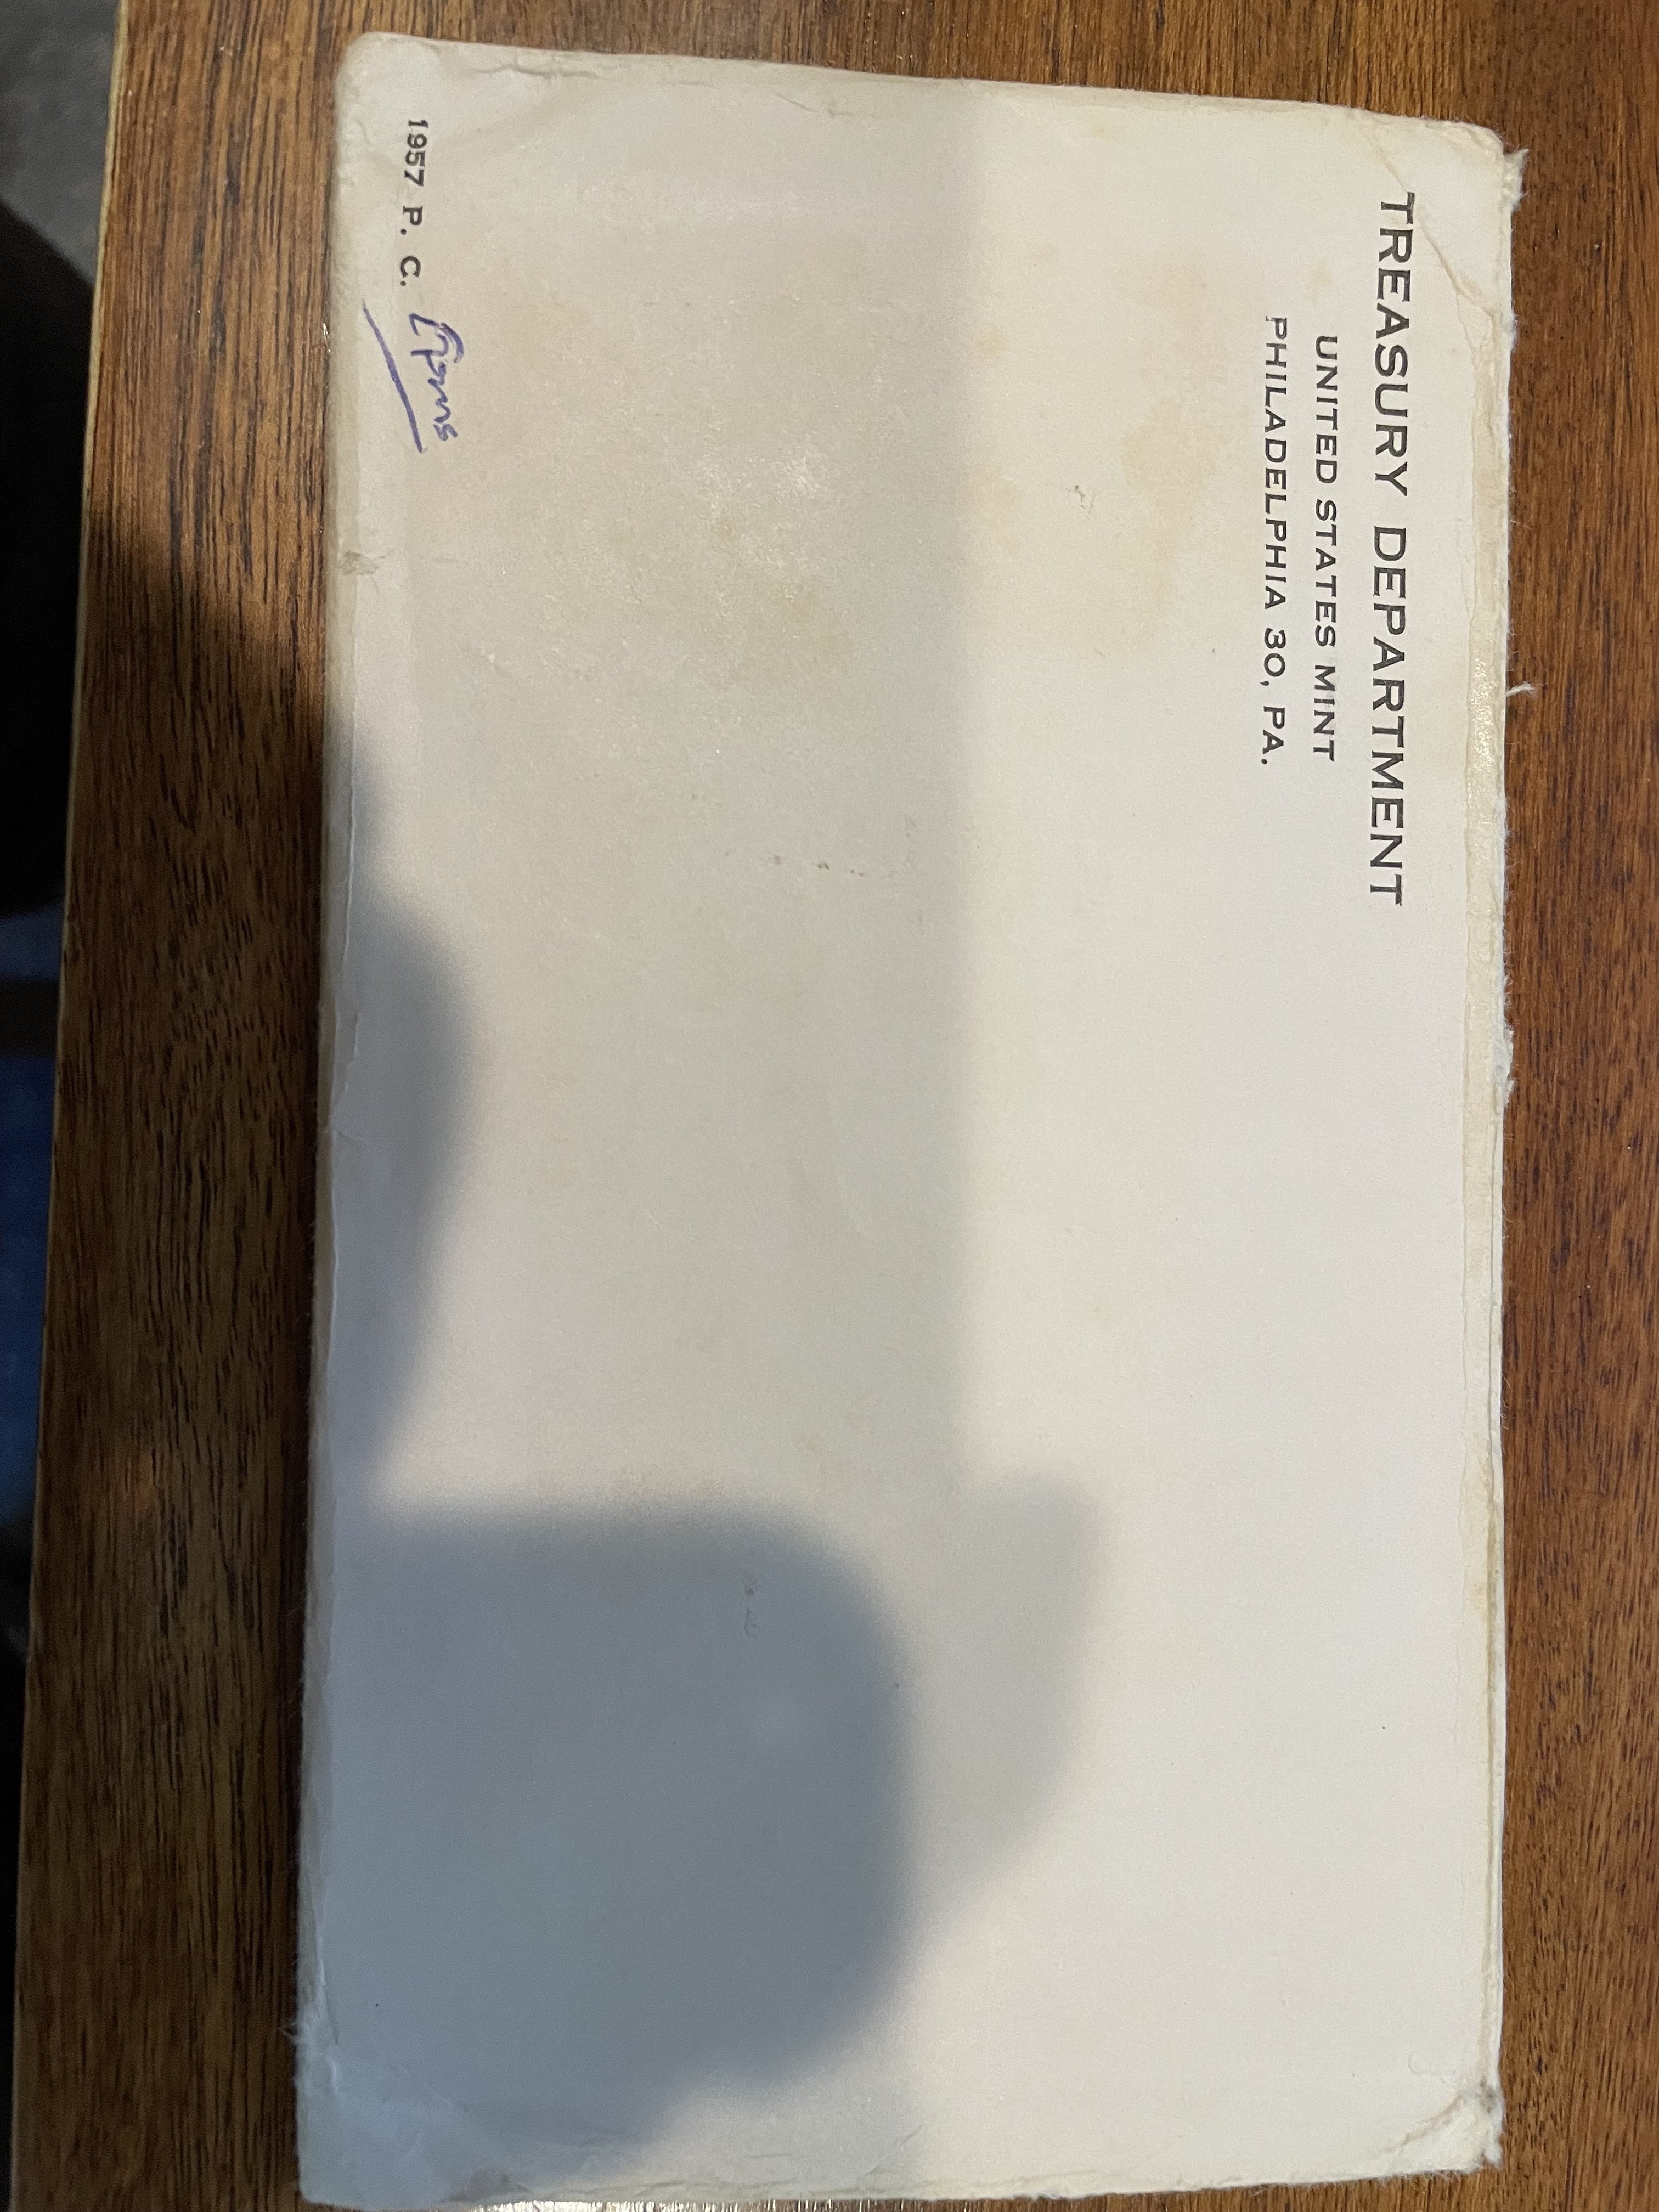 TREASURY DEPARTMENT
UNITED STATES MINT
PHILADELPHIA 30, PA.
1957 P. C.